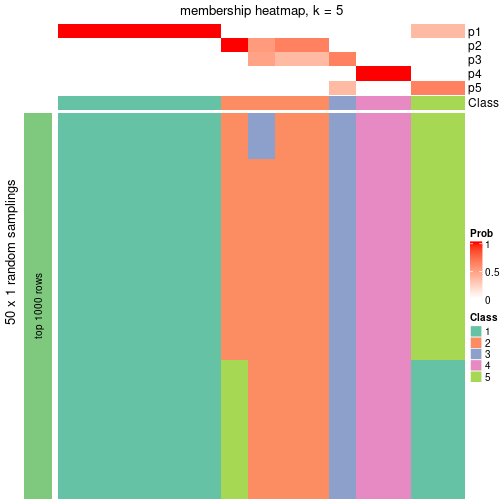 membership heatmap, k = 5
p1
p2
p3
p4
p5
Class
50 x 1 random samplings
top 1000 rows
Prob
1
0.5
0
Class
1
2
3
4
5